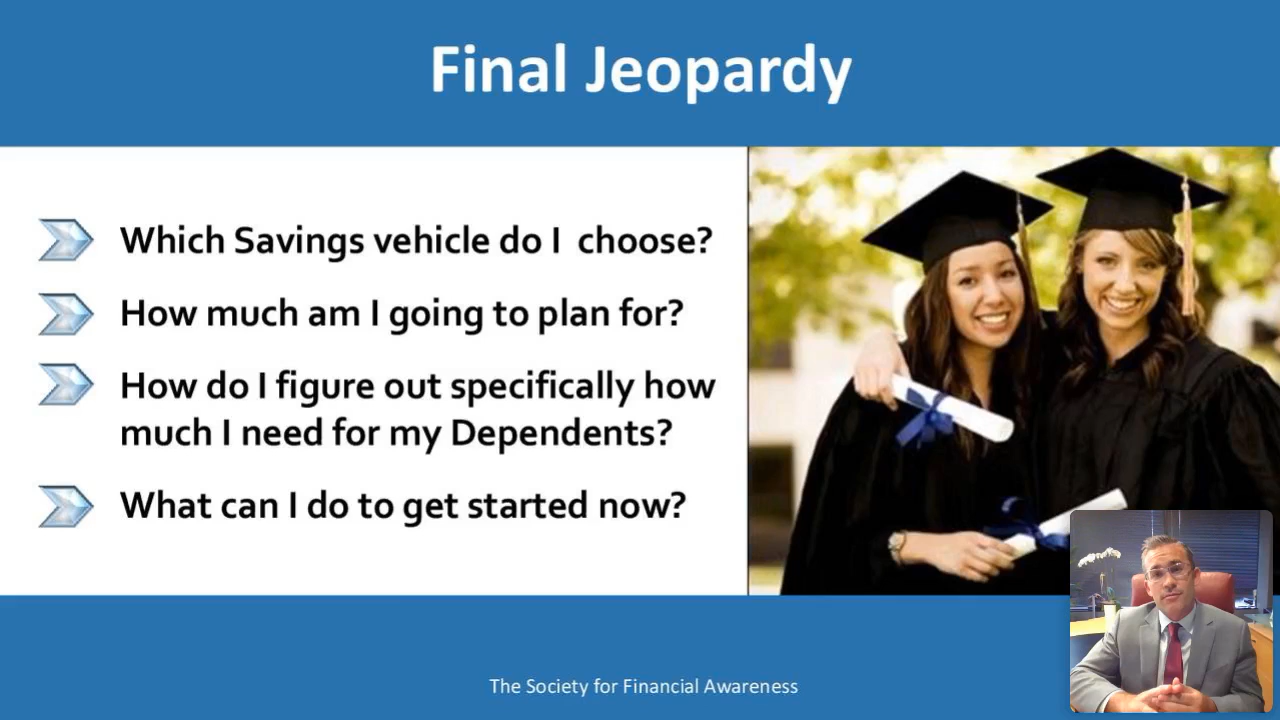 Final Jeopardy
Which Savings vehicle do I  choose?
How much am I going to plan for?
How do I figure out specifically how
much I need for my Dependents?
What can I do to get started now?
The Society for Financial Awareness